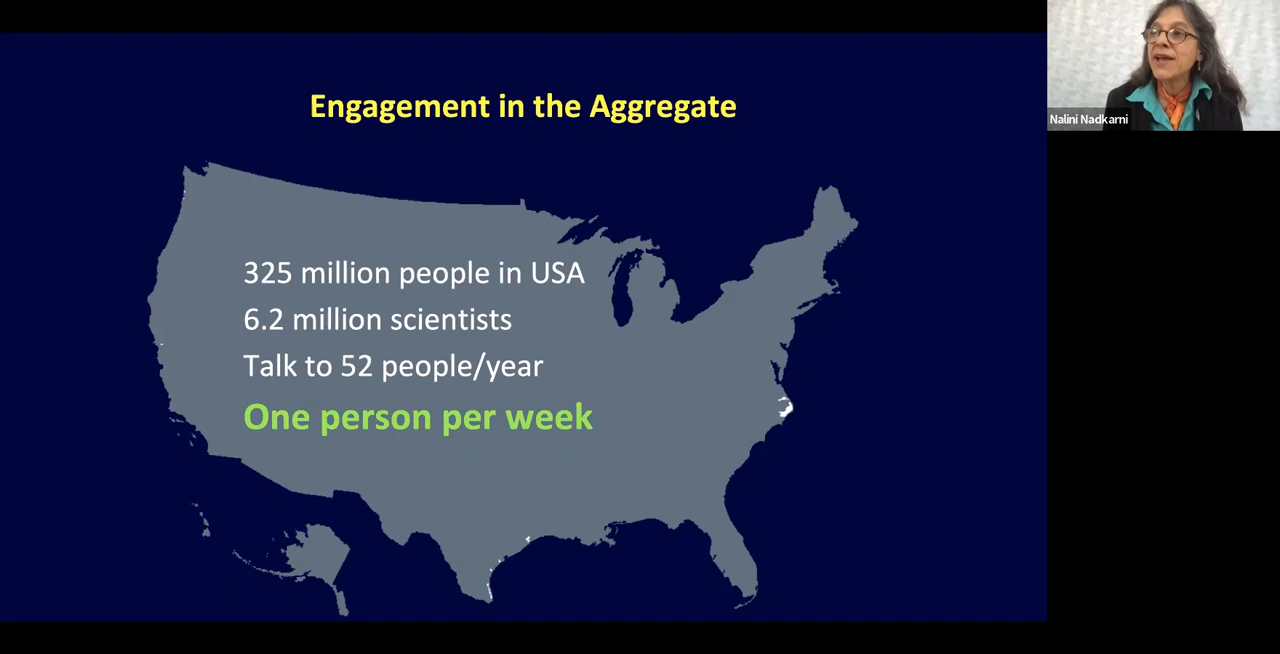 Engagement in the Aggregate
325 million people in USA
6.2 million scientists
Talk to 52 people/year
One person per week
Nalini Nadkarni